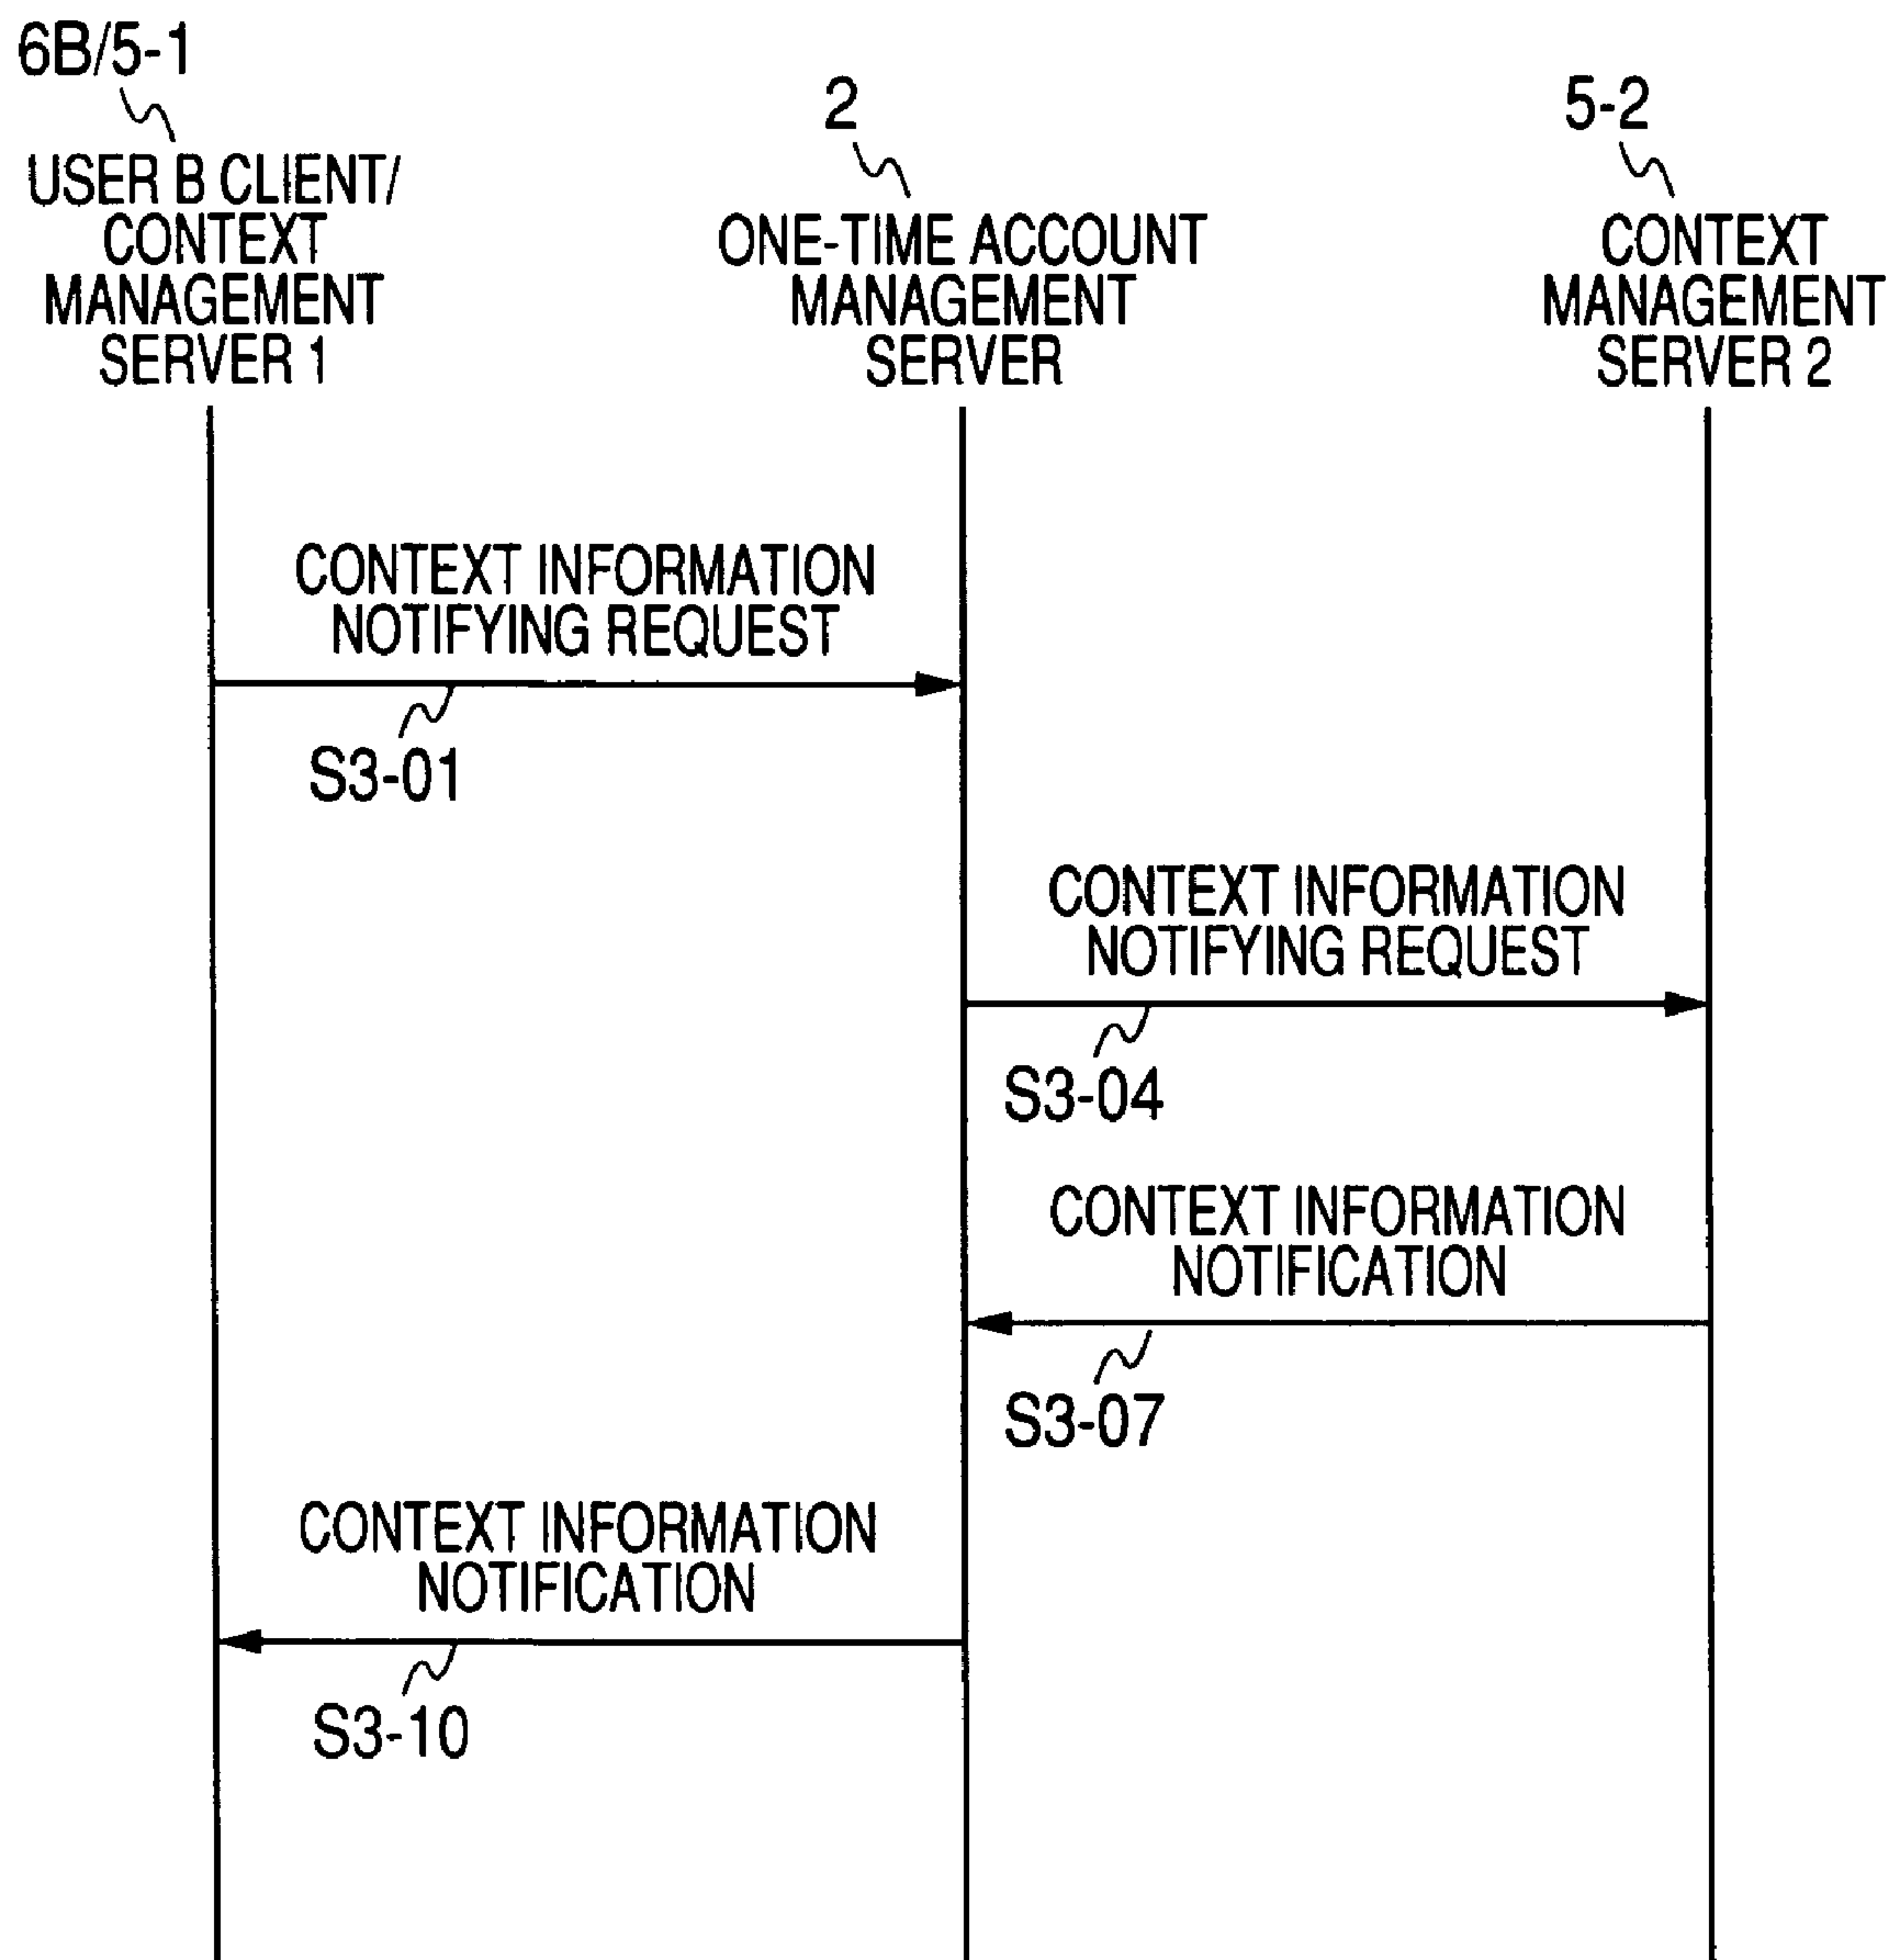 6B/5-1
USER B CLIENT/
CONTEXT
MANAGEMENT
SERVER 1
2
ONE-TIME ACCOUNT
MANAGEMENT
SERVER
5-2
CONTEXT
MANAGEMENT
SERVER 2
CONTEXT INFORMATION
NOTIFYING REQUEST
S3-01
CONTEXT INFORMATION
NOTIFYING REQUEST
S3-04
CONTEXT INFORMATION
NOTIFICATION
S3-07
CONTEXT INFORMATION
NOTIFICATION
S3-10